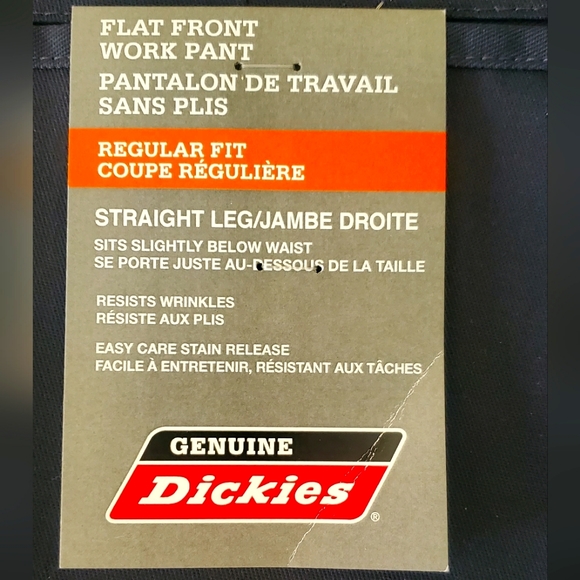 FLAT FRONT
WORK PANT
PANTALON DE TRAVAIL
SANS PLIS
REGULAR FIT
COUPE RÉGULIÈRE
STRAIGHT LEG/JAMBE DROITE
SITS SLIGHTLY BELOW WAIST
SE PORTE JUSTE AU-DESSOUS DE LA TAILLE
RESISTS WRINKLES
RÉSISTE AUX PLIS
EASY CARE STAIN RELEASE
FACILE À ENTRETENIR, RÉSISTANT AUX TÂCHES
GENUINE
Dickies®